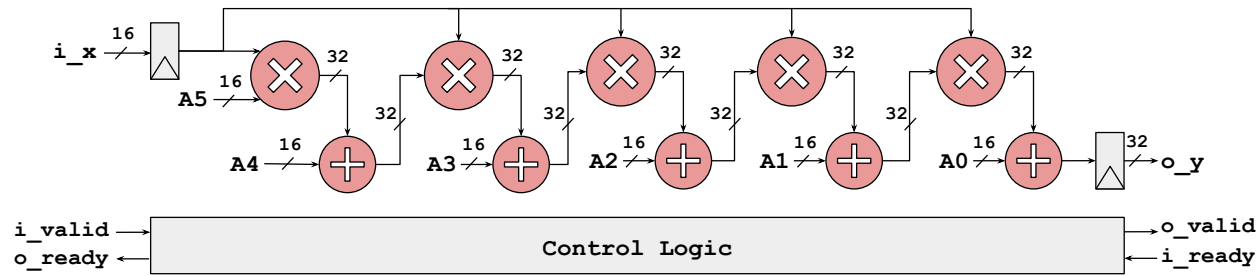 i_x
16
A5
16
32
A4
16
32
32
A3
16
32
32
A2
16
32
32
A1
16
32
32
A0
16
32
o_y
i_valid
o_ready
Control Logic
o_valid
i_ready